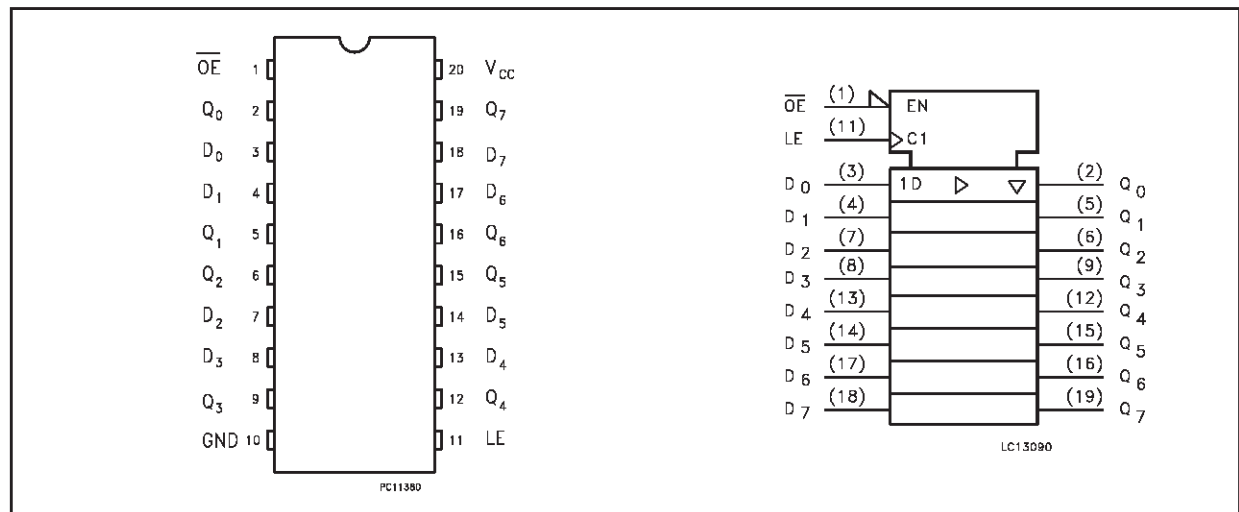 OE 1 20 VCC
Q0 2 19 Q7
D0 3 18 D7
D1 4 17 D6
Q1 5 16 Q6
Q2 6 15 Q5
D2 7 14 D5
D3 8 13 D4
Q3 9 12 Q4
GND 10 11 LE
PC11380
OE (1) EN
LE (11) C1
D0 (3) 1D (2) Q0
D1 (4) (5) Q1
D2 (7) (6) Q2
D3 (8) (9) Q3
D4 (13) (12) Q4
D5 (14) (15) Q5
D6 (17) (16) Q6
D7 (18) (19) Q7
LC13090